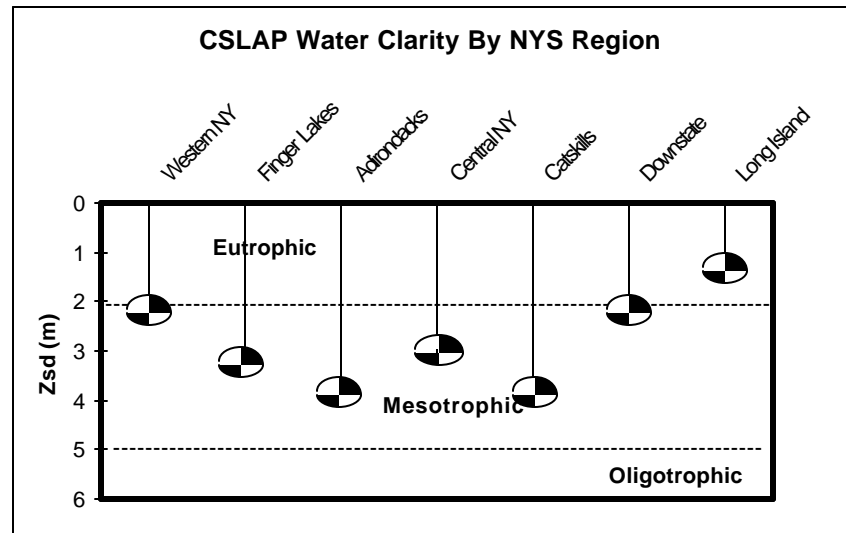 CSLAP Water Clarity By NYS Region
Western NY
Finger Lakes
Adirondacks
Central NY
Catskills
Downstate
Long Island
Zsd (m)
0
1
2
3
4
5
6
Eutrophic
Mesotrophic
Oligotrophic